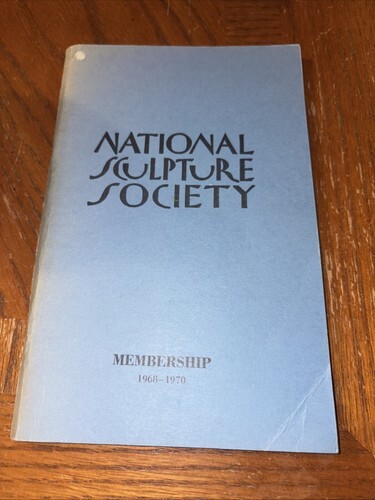 NATIONAL
SCULPTURE
SOCIETY
MEMBERSHIP
1968-1970